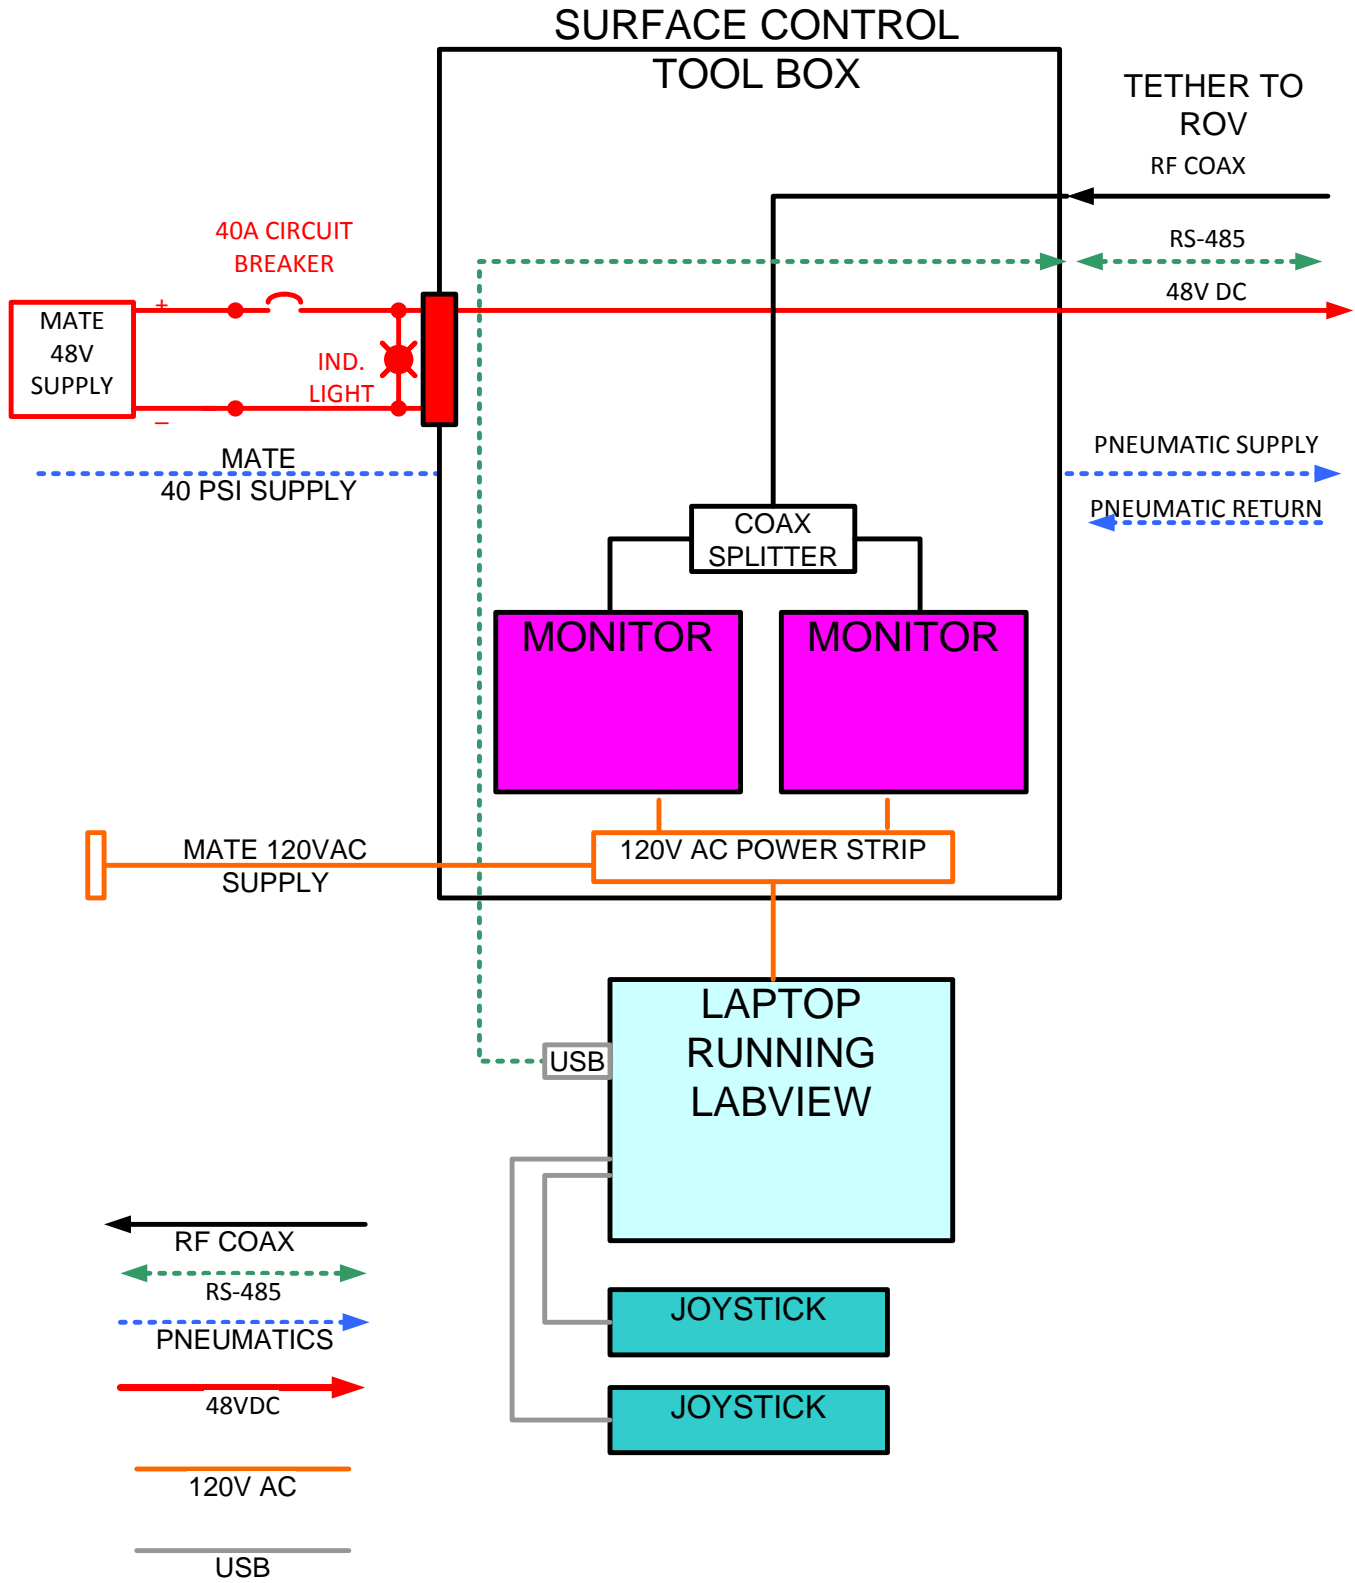 SURFACE CONTROL
TOOL BOX
TETHER TO
ROV
RF COAX
RS-485
48V DC
40A CIRCUIT
BREAKER
+
MATE
48V
SUPPLY
IND.
LIGHT
_
MATE
40 PSI SUPPLY
PNEUMATIC SUPPLY
PNEUMATIC RETURN
COAX
SPLITTER
MONITOR
MONITOR
MATE 120VAC
SUPPLY
120V AC POWER STRIP
LAPTOP
RUNNING
LABVIEW
USB
JOYSTICK
JOYSTICK
RF COAX
RS-485
PNEUMATICS
48VDC
120V AC
USB